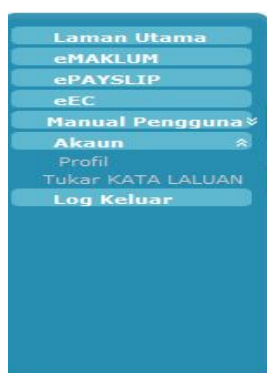 Laman Utama
eMAKLUM
ePAYSLIP
eEC
Manual Pengguna
Akaun
Profil
Tukar KATA LALUAN
Log Keluar